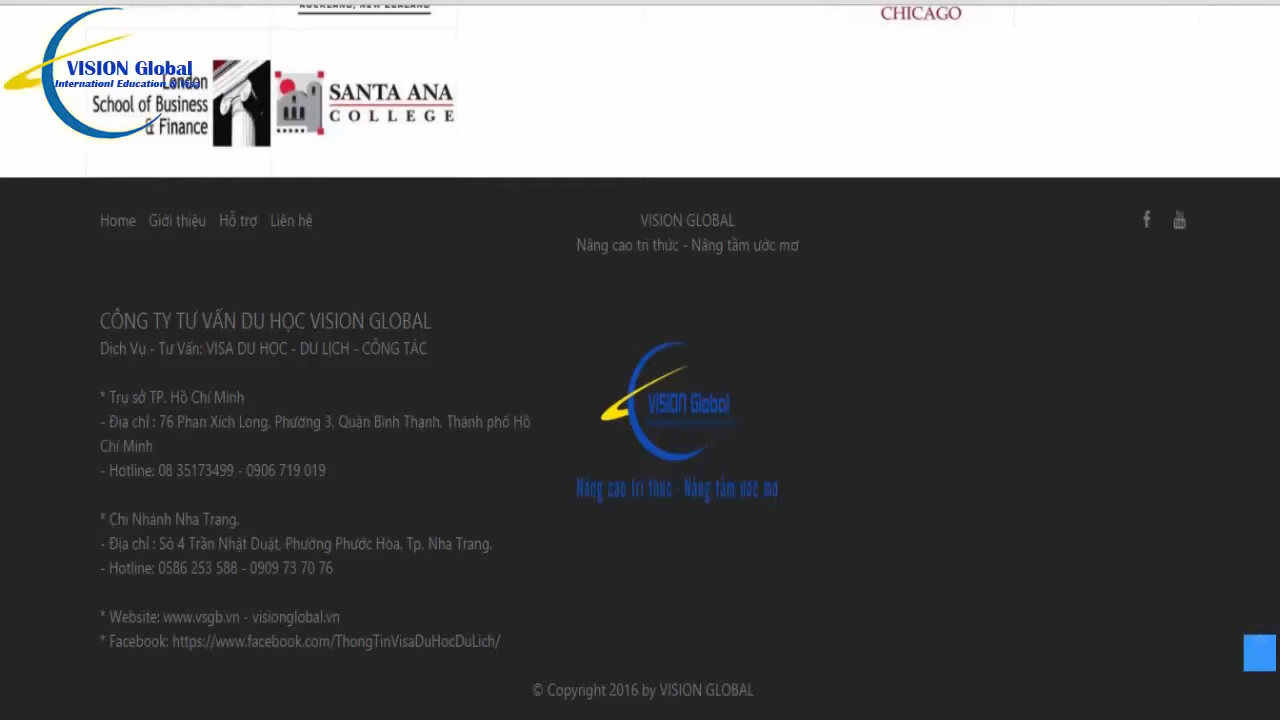 AUCKLAND, NEW ZEALAND
CHICAGO
VISION Global
Internationl Education & Visa
London
School of Business
& Finance
SANTA ANA
COLLEGE
Home Giới thiệu Hỗ trợ Liên hệ
VISION GLOBAL
Nâng cao tri thức - Nâng tầm ước mơ
CÔNG TY TƯ VẤN DU HỌC VISION GLOBAL
Dịch Vụ - Tư Vấn: VISA DU HỌC - DU LỊCH - CÔNG TÁC
* Trụ sở TP. Hồ Chí Minh
- Địa chỉ : 76 Phan Xích Long, Phường 3, Quận Bình Thạnh, Thành phố Hồ
Chí Minh
- Hotline: 08 35173499 - 0906 719 019
* Chi Nhánh Nha Trang.
- Địa chỉ : Số 4 Trần Nhật Duật, Phường Phước Hòa, Tp. Nha Trang.
- Hotline: 0586 253 588 - 0909 73 70 76
* Website: www.vsgb.vn - visionglobal.vn
* Facebook: https://www.facebook.com/ThongTinVisaDuHocDuLich/
VISION Global
Nâng cao tri thức - Nâng tầm ước mơ
© Copyright 2016 by VISION GLOBAL